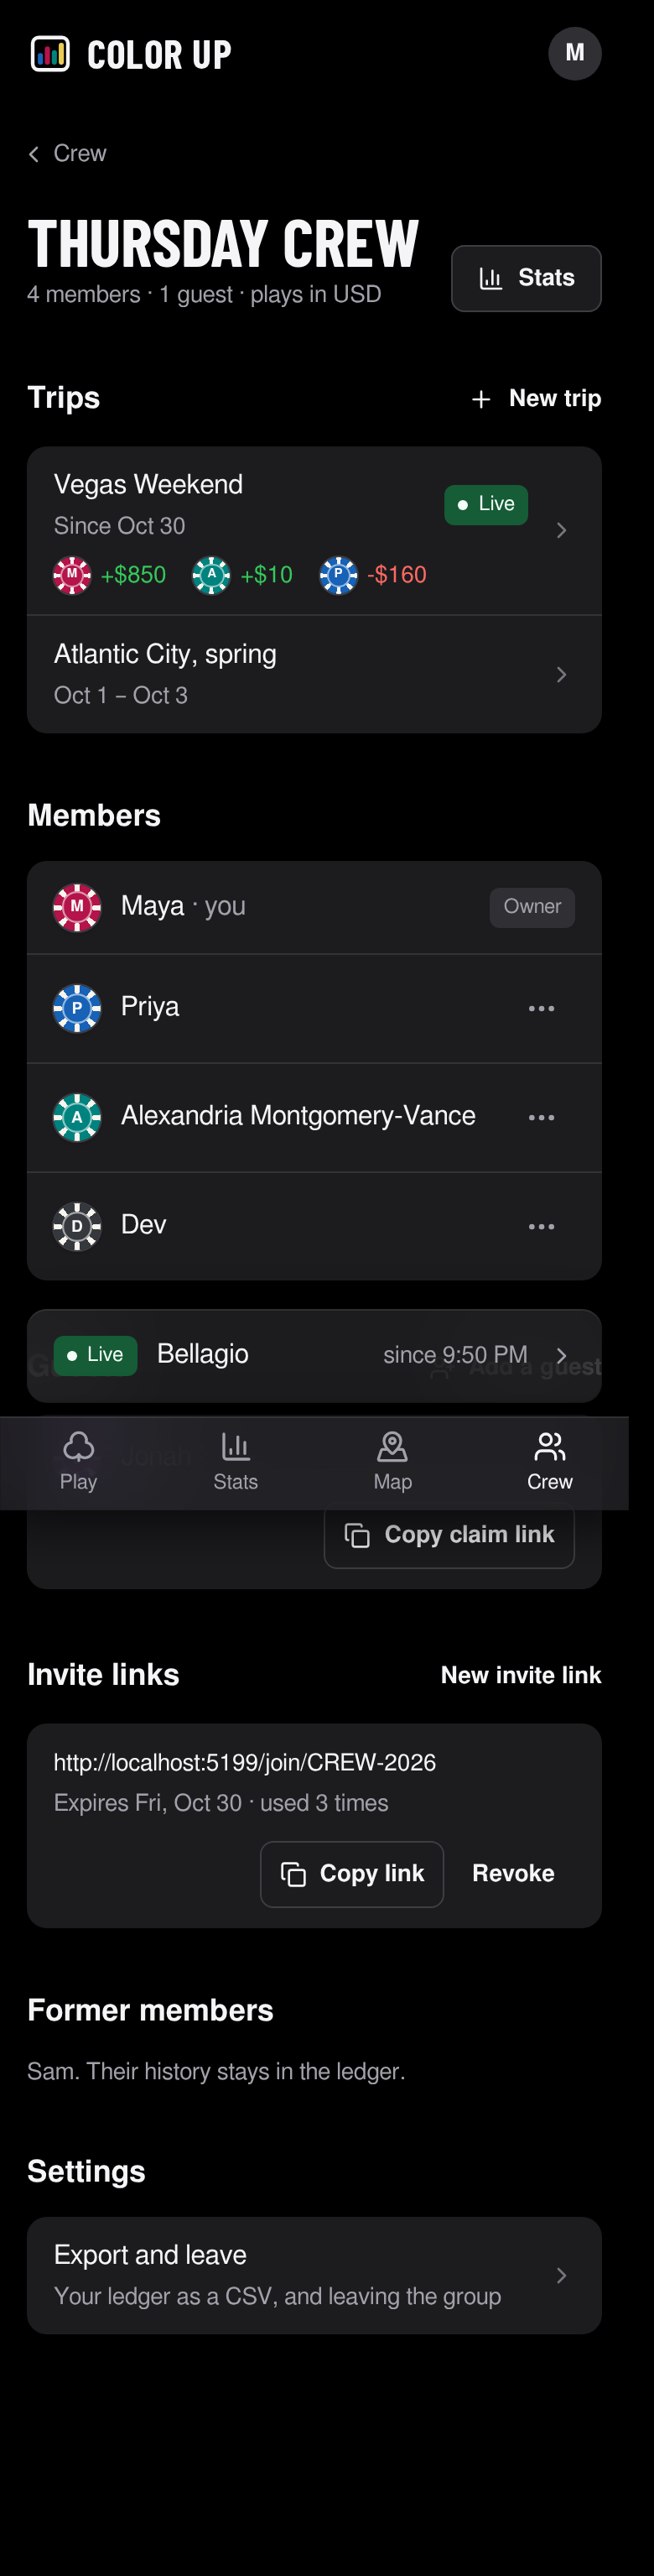 COLOR UP
M
Crew
THURSDAY CREW
4 members · 1 guest · plays in USD
Stats
Trips
New trip
Vegas Weekend
Live
Since Oct 30
M +$850 A +$10 P -$160
Atlantic City, spring
Oct 1 – Oct 3
Members
M Maya · you
Owner
P Priya
A Alexandria Montgomery-Vance
D Dev
Live Bellagio since 9:50 PM
Add a guest
Jonah
Play Stats Map Crew
Copy claim link
Invite links
New invite link
http://localhost:5199/join/CREW-2026
Expires Fri, Oct 30 · used 3 times
Copy link
Revoke
Former members
Sam. Their history stays in the ledger.
Settings
Export and leave
Your ledger as a CSV, and leaving the group